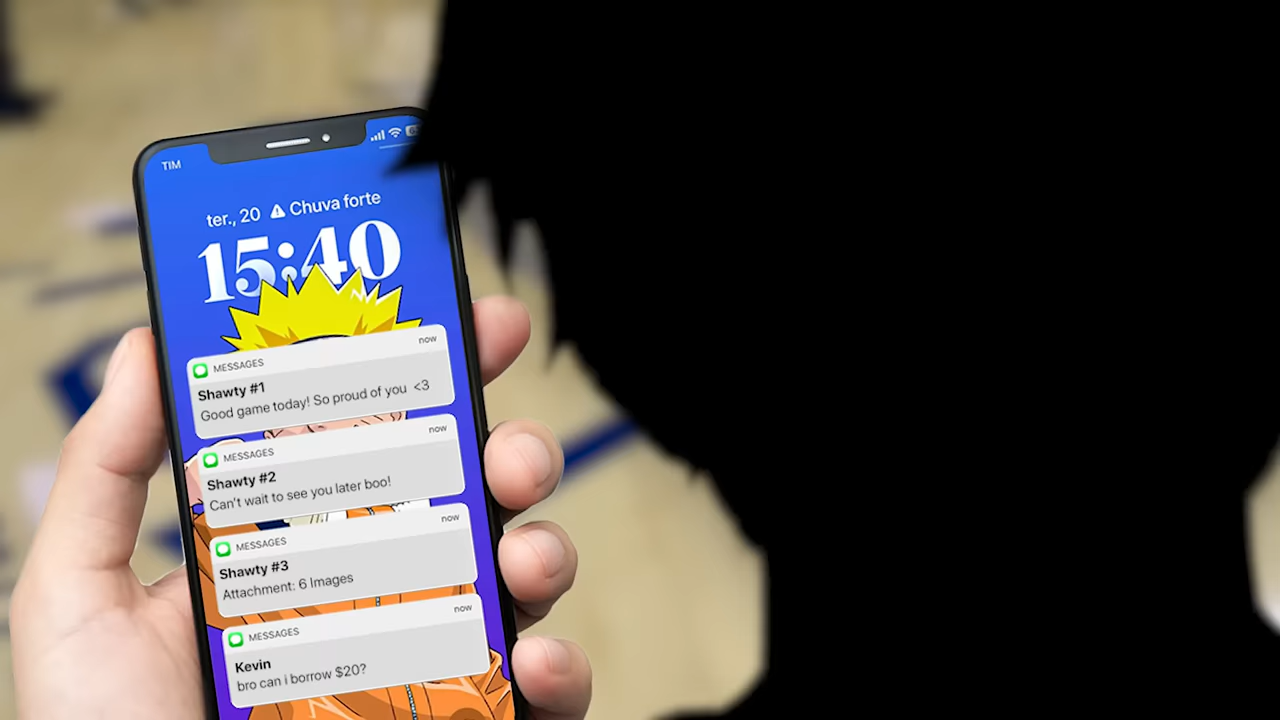 TIM
ter., 20 ⚠ Chuva forte
15:40
MESSAGES now
Shawty #1
Good game today! So proud of you <3
MESSAGES now
Shawty #2
Can't wait to see you later boo!
MESSAGES now
Shawty #3
Attachment: 6 Images
MESSAGES now
Kevin
bro can i borrow $20?